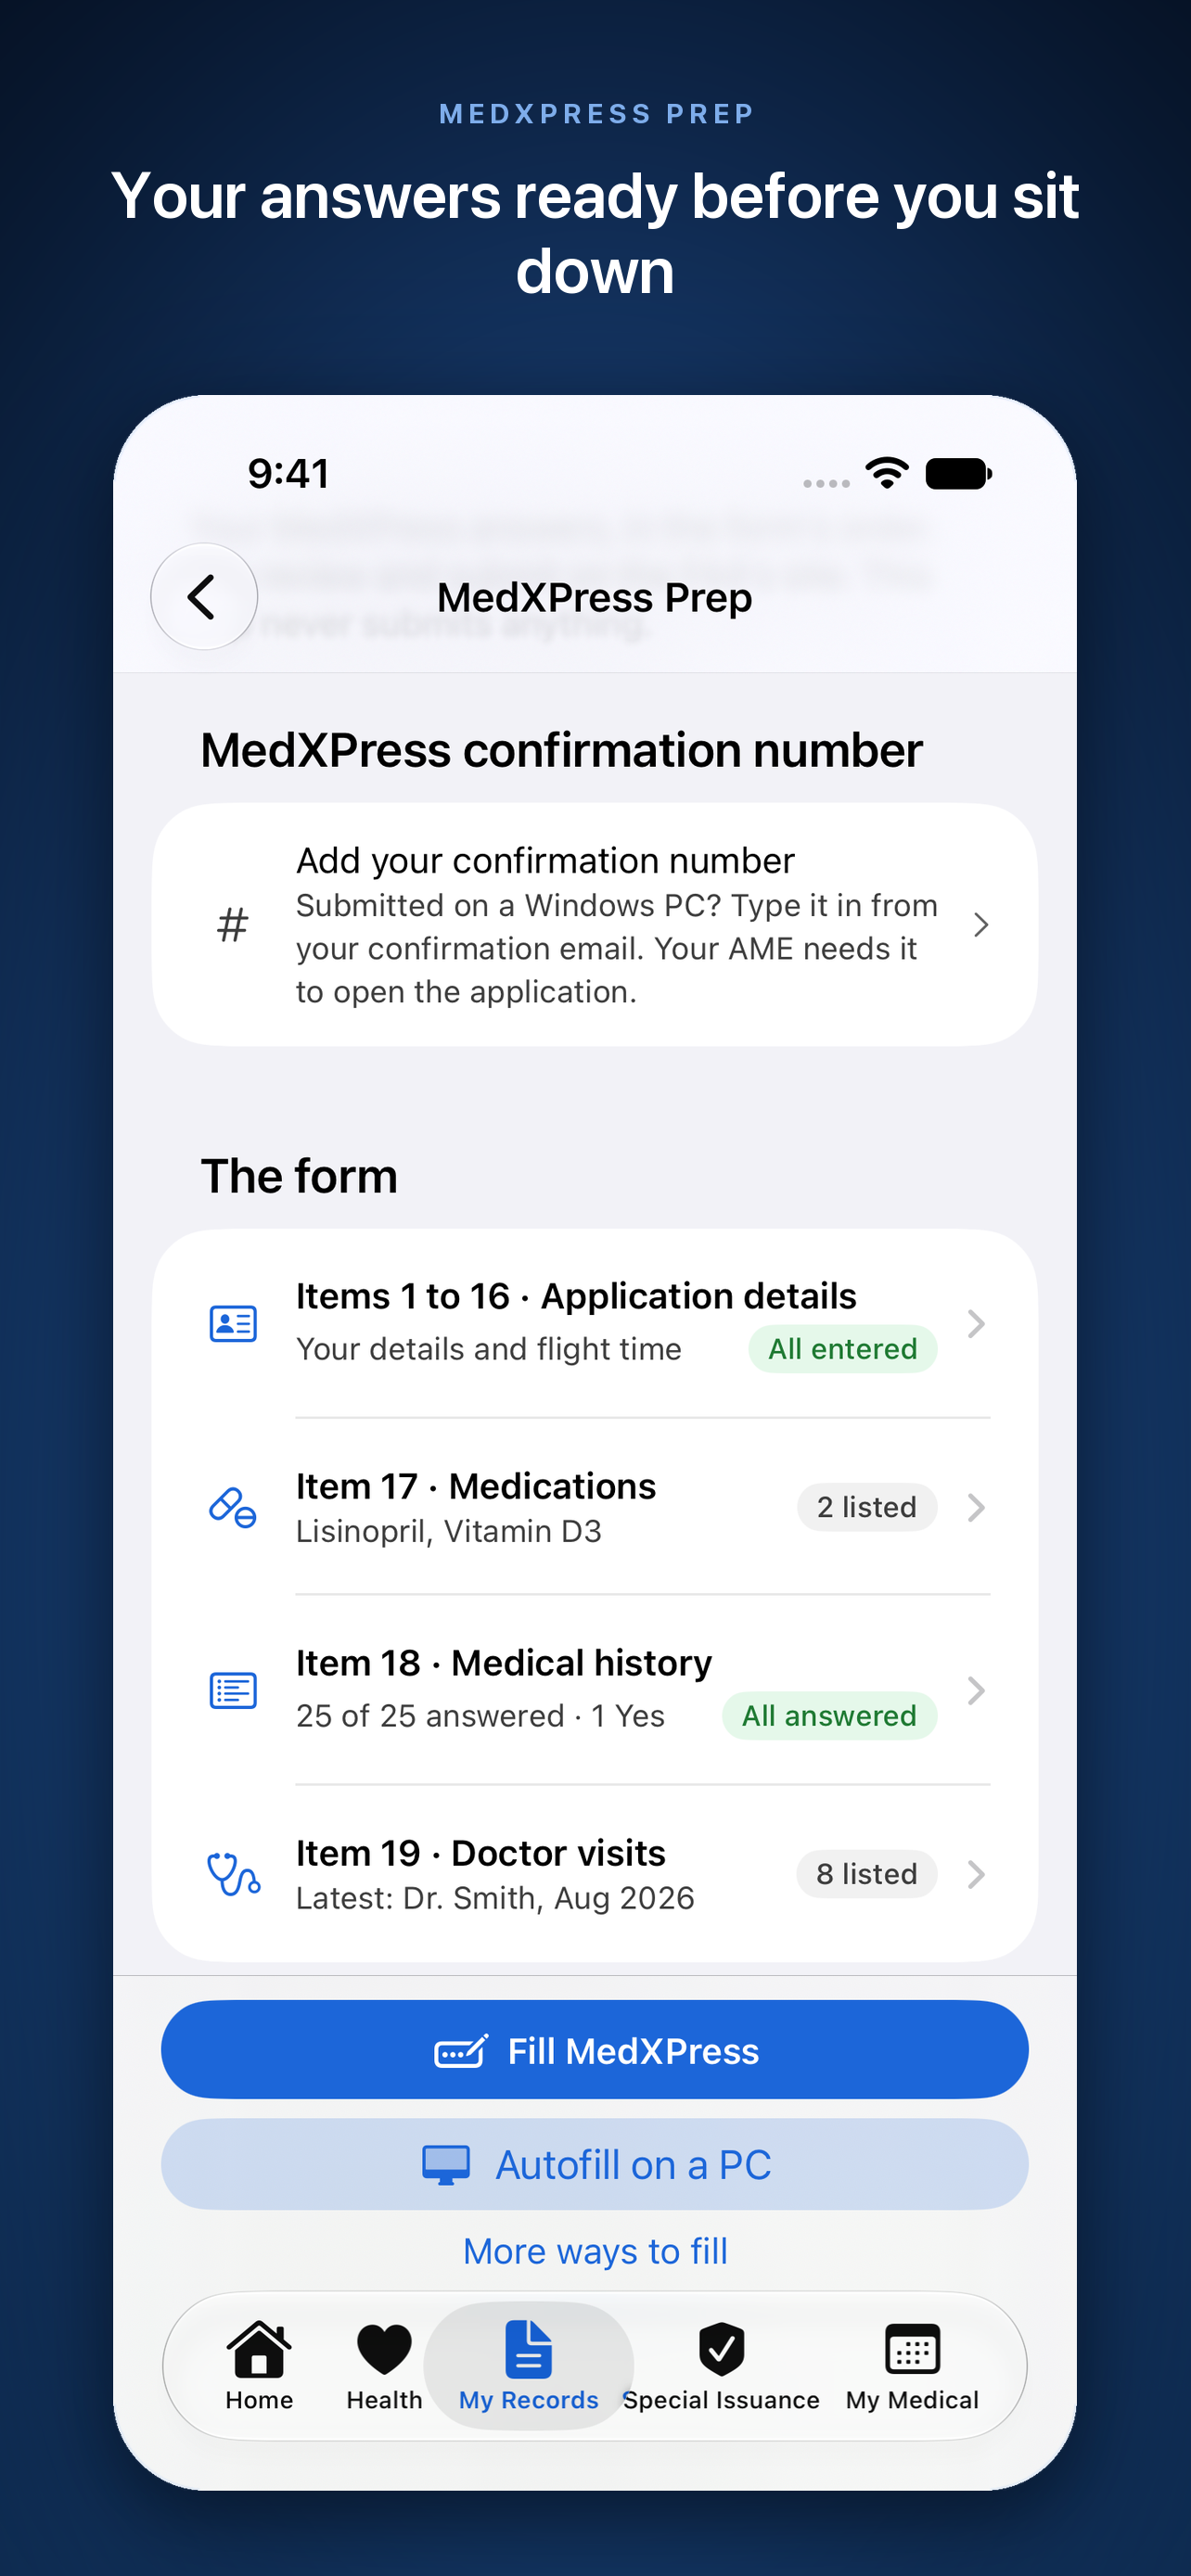 MEDXPRESS PREP
Your answers ready before you sit
down
9:41
never submits anything.
MedXPress Prep
MedXPress confirmation number
Add your confirmation number
#
Submitted on a Windows PC? Type it in from
your confirmation email. Your AME needs it
to open the application.
The form
Items 1 to 16 · Application details
Your details and flight time
All entered
Item 17 · Medications
Lisinopril, Vitamin D3
2 listed
Item 18 · Medical history
25 of 25 answered · 1 Yes
All answered
Item 19 · Doctor visits
Latest: Dr. Smith, Aug 2026
8 listed
Fill MedXPress
Autofill on a PC
More ways to fill
Home
Health
My Records
Special Issuance
My Medical